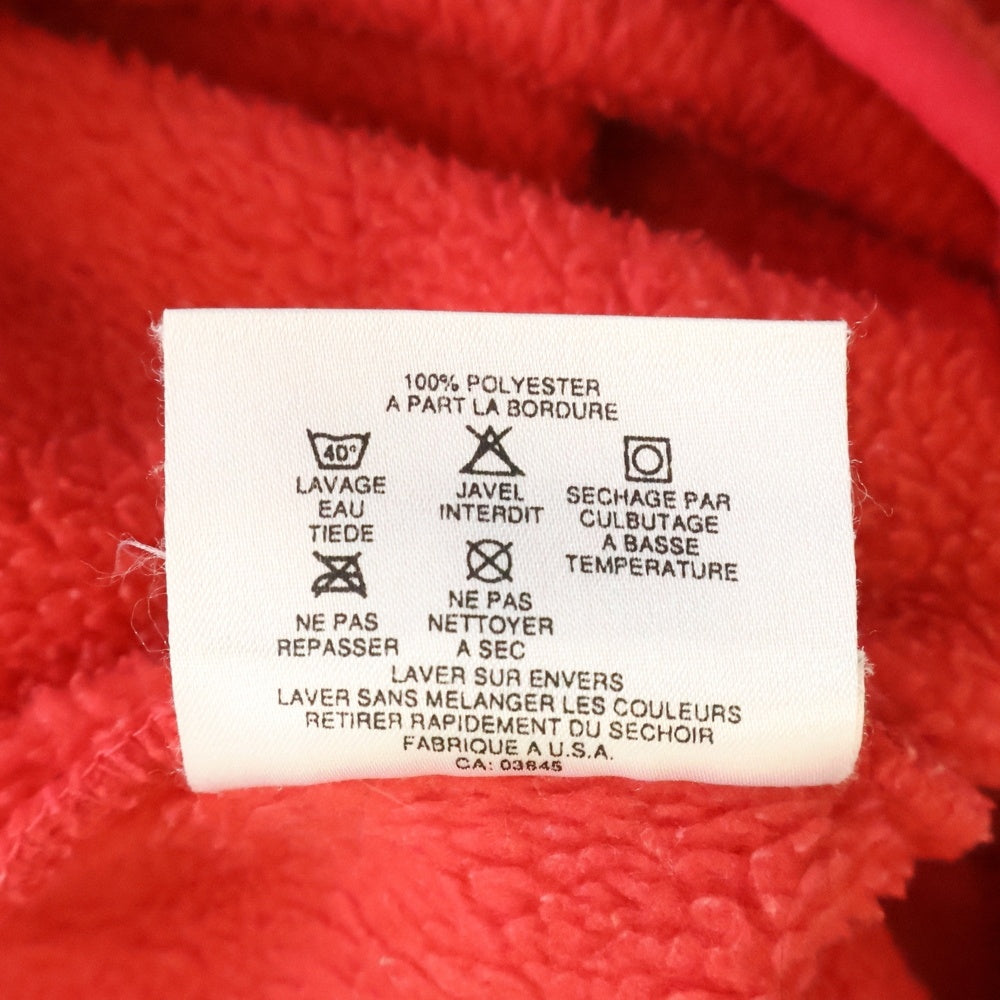 100% POLYESTER
A PART LA BORDURE
40°
LAVAGE
EAU
TIEDE
JAVEL
INTERDIT
SECHAGE PAR
CULBUTAGE
A BASSE
TEMPERATURE
NE PAS
REPASSER
NE PAS
NETTOYER
A SEC
LAVER SUR ENVERS
LAVER SANS MELANGER LES COULEURS
RETIRER RAPIDEMENT DU SECHOIR
FABRIQUE A U.S.A.
CA: 03845